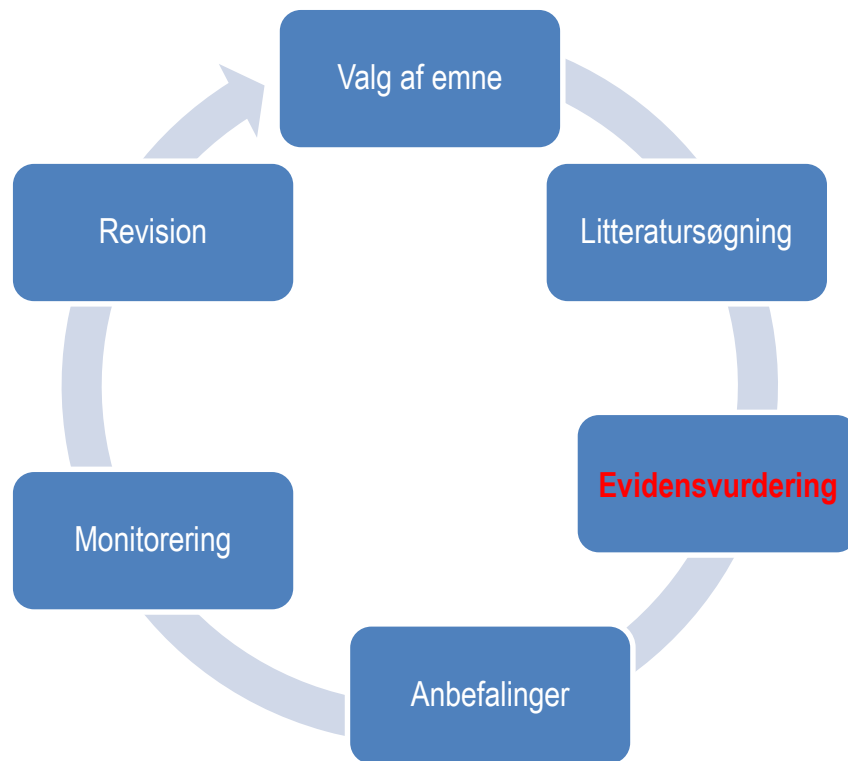 Valg af emne
Litteratursøgning
Evidensvurdering
Anbefalinger
Monitorering
Revision